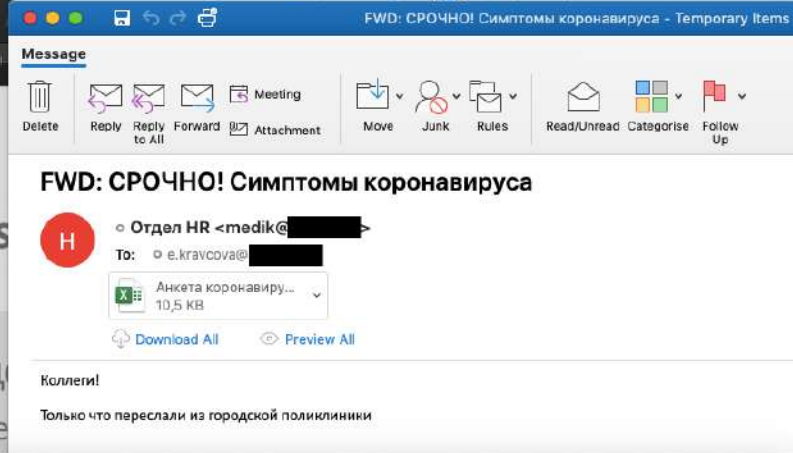 FWD: СРОЧНО! Симптомы коронавируса - Temporary Items
Message
Delete
Reply
Reply to All
Forward
Meeting
Attachment
Move
Junk
Rules
Read/Unread
Categorise
Follow Up
FWD: СРОЧНО! Симптомы коронавируса
H
Отдел HR <medik@ >
To: e.kravcova@
Анкета коронавиру...
10,5 KB
Download All
Preview All
Коллеги!
Только что переслали из городской поликлиники